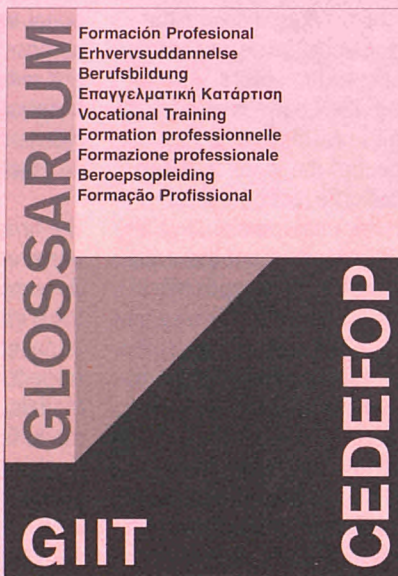 GLOSSARIUM
Formación Profesional
Erhvervsuddannelse
Berufsbildung
Επαγγελματική Κατάρτιση
Vocational Training
Formation professionnelle
Formazione professionale
Beroepsopleiding
Formação Profissional
CEDEFOP
GIIT